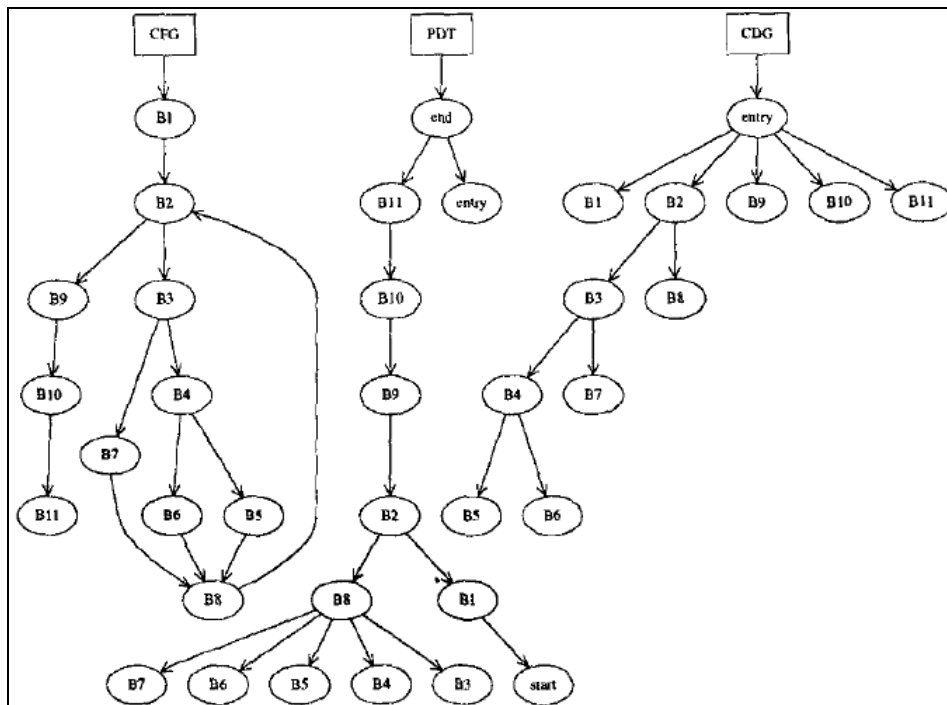 CFG PDT CDG
B1 end entry
B2 B11 entry B1 B2 B9 B10 B11
B9 B3 B10 B3 B8
B10 B4 B9 B4 B7
B7
B11 B6 B5 B2 B5 B6
B8 B8 B1
B7 B6 B5 B4 B3 start